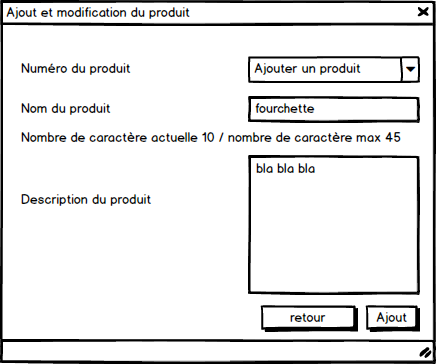 Ajout et modification du produit
Numéro du produit
Ajouter un produit
Nom du produit
fourchette
Nombre de caractère actuelle 10 / nombre de caractère max 45
bla bla bla
Description du produit
retour
Ajout